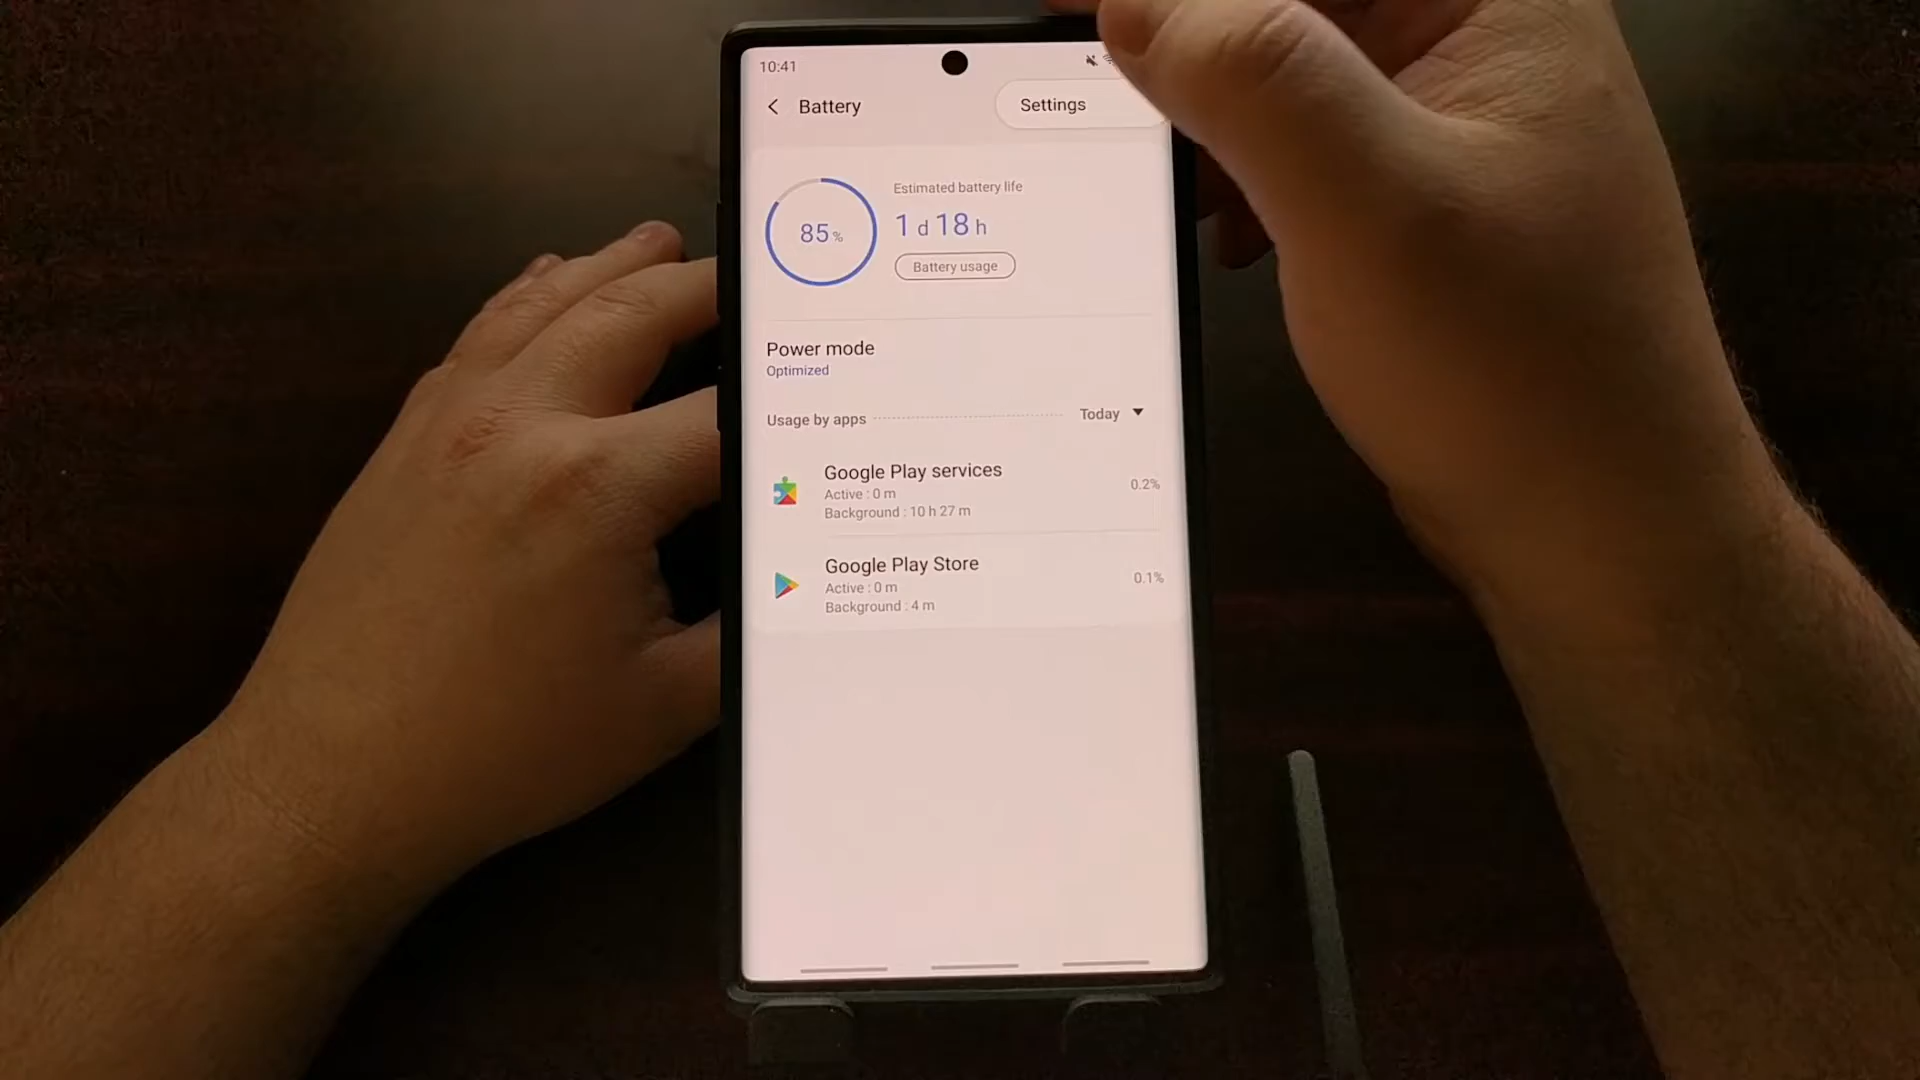 10:41
Battery
Settings
85%
Estimated battery life
1 d 18 h
Battery usage
Power mode
Optimized
Usage by apps
Today
Google Play services
Active : 0 m
Background : 10 h 27 m
0.2%
Google Play Store
Active : 0 m
Background : 4 m
0.1%